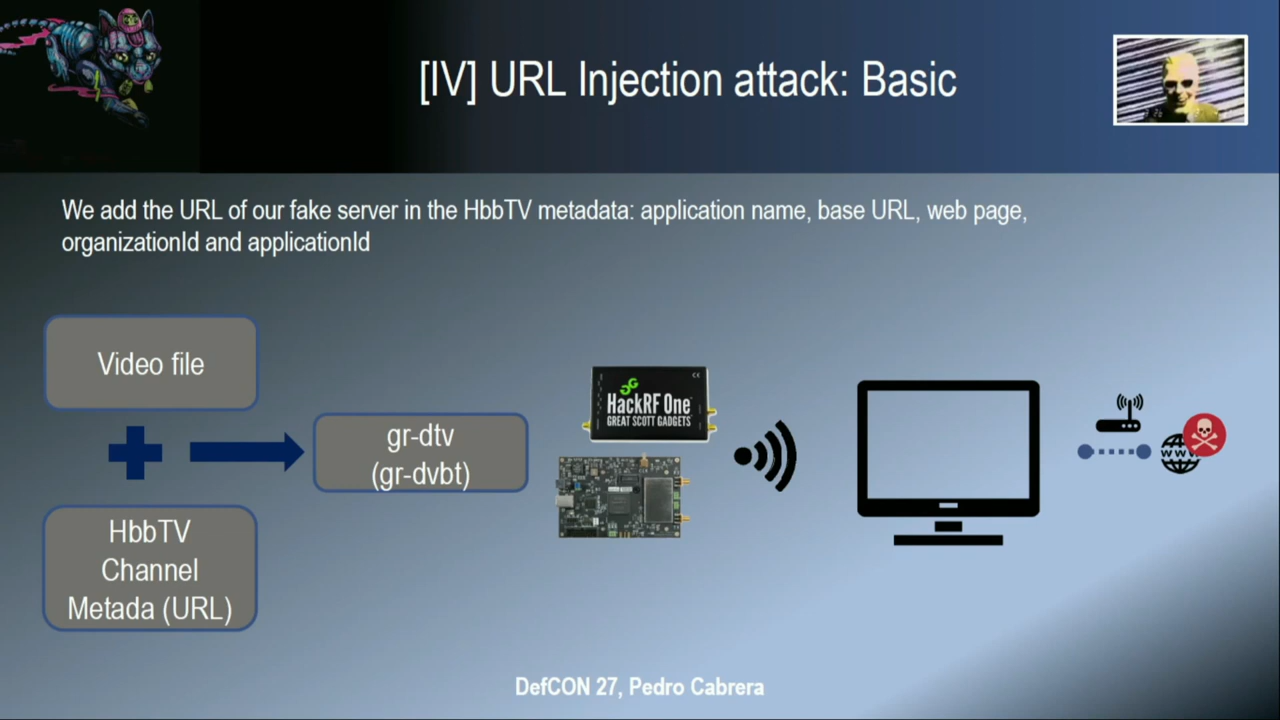 [IV] URL Injection attack: Basic
We add the URL of our fake server in the HbbTV metadata: application name, base URL, web page,
organizationId and applicationId
Video file
gr-dtv
(gr-dvbt)
HbbTV
Channel
Metada (URL)
HackRF One
GREAT SCOTT GADGETS
CE
www
DefCON 27, Pedro Cabrera